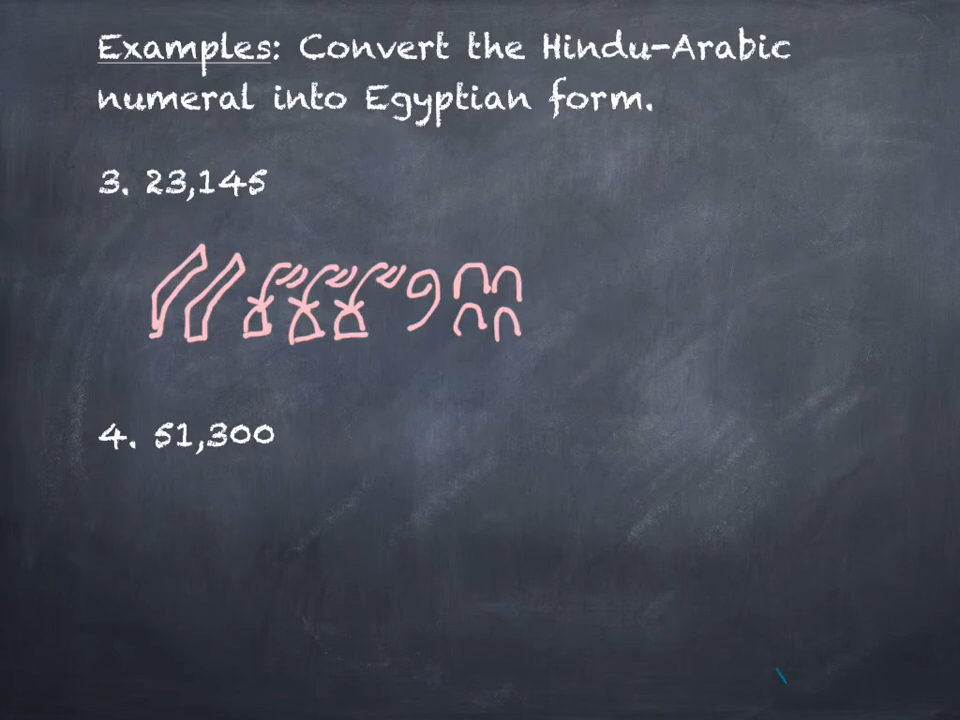 Examples: Convert the Hindu-Arabic
numeral into Egyptian form.
3. 23,145
4. 51,300